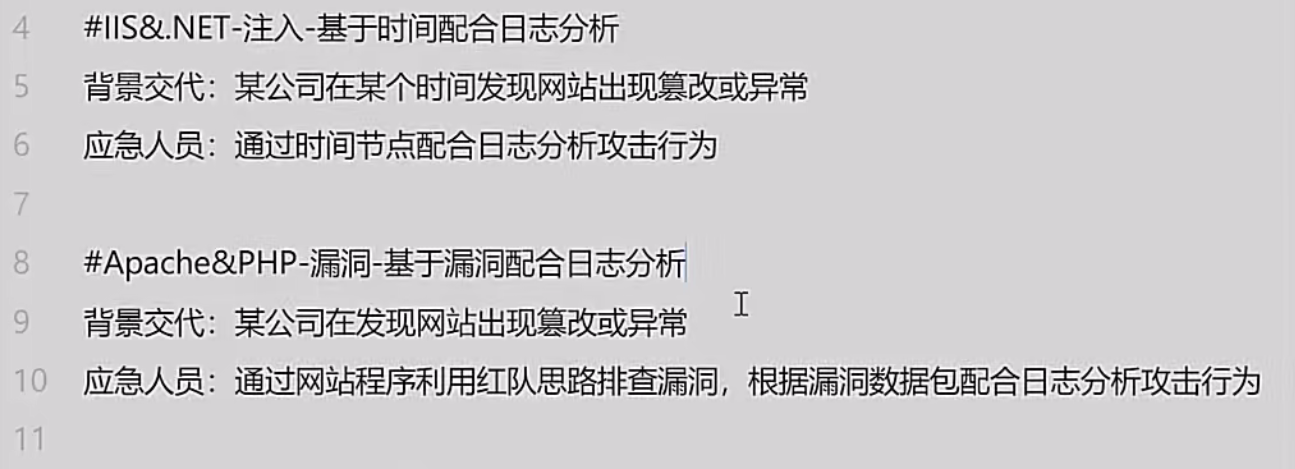 4 #IIS&.NET-注入-基于时间配合日志分析
5 背景交代：某公司在某个时间发现网站出现篡改或异常
6 应急人员：通过时间节点配合日志分析攻击行为
7
8 #Apache&PHP-漏洞-基于漏洞配合日志分析
9 背景交代：某公司在发现网站出现篡改或异常
10 应急人员：通过网站程序利用红队思路排查漏洞，根据漏洞数据包配合日志分析攻击行为
11